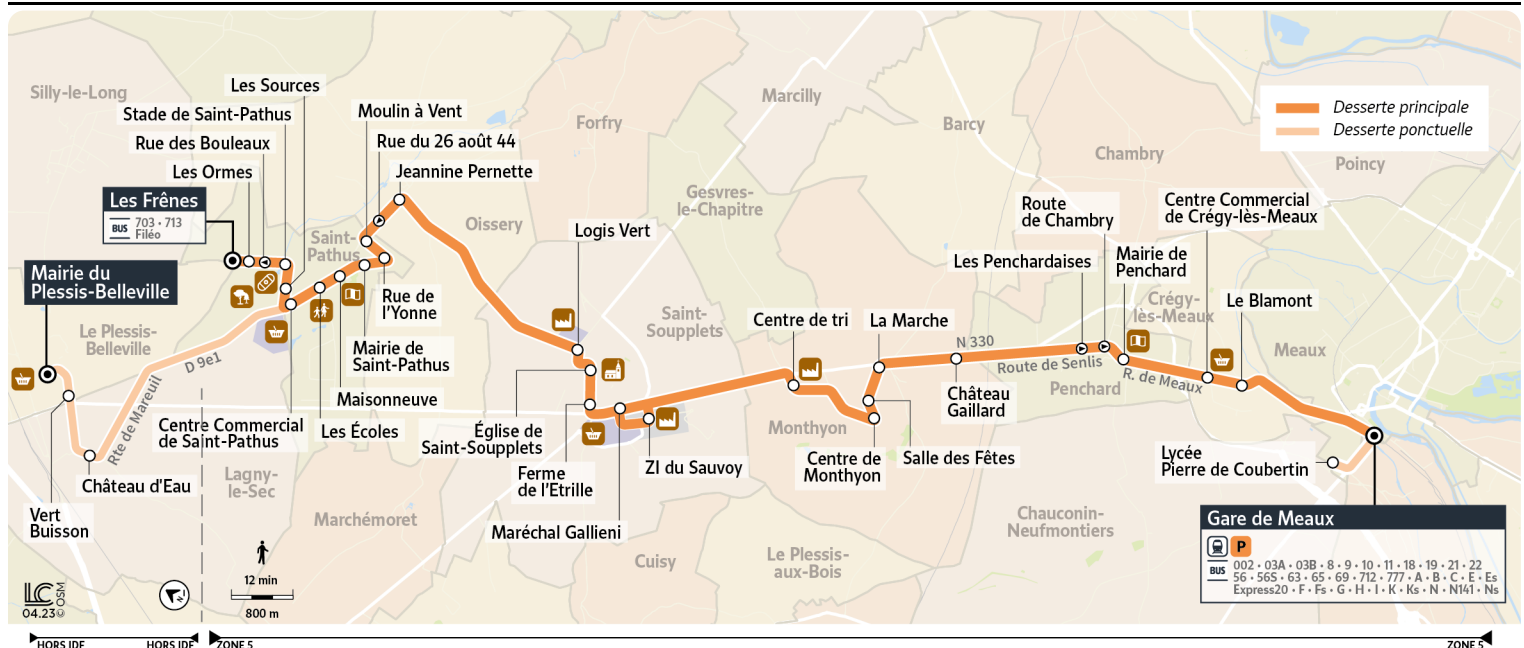 Silly-le-Long
Les Sources
Stade de Saint-Pathus
Rue des Bouleaux
Les Ormes
Les Frênes
BUS
703 • 713
Filéo
Mairie du
Plessis-Belleville
Le Plessis-
Belleville
Moulin à Vent
Rue du 26 août 44
Jeannine Pernette
Forfry
Marcilly
Barcy
Chambry
Poincy
Desserte principale
Desserte ponctuelle
Oissery
Saint-
Pathus
Gesvres-
le-Chapitre
Logis Vert
Route
de Chambry
Centre Commercial
de Crégy-lès-Meaux
Les Penchardaises
Mairie de
Penchard
Le Blamont
Crégy-
lès-Meaux
Meaux
Rue de
l'Yonne
Mairie de
Saint-Pathus
Maisonneuve
Les Écoles
Centre Commercial
de Saint-Pathus
D 9e1
Rte de Mareuil
Château d'Eau
Vert
Buisson
Lagny-
le-Sec
Marchémoret
Saint-
Soupplets
Centre de tri
La Marche
N 330
Route de Senlis
Penchard
R. de Meaux
Château
Gaillard
Église de
Saint-Soupplets
Ferme
de l'Etrille
ZI du Sauvoy
Maréchal Gallieni
Monthyon
Centre de
Monthyon
Salle des Fêtes
Lycée
Pierre de Coubertin
Cuisy
Le Plessis-
aux-Bois
Chauconin-
Neufmontiers
Gare de Meaux
P
BUS
002 • 03A • 03B • 8 • 9 • 10 • 11 • 18 • 19 • 21 • 22
56 • 56S • 63 • 65 • 69 • 712 • 777 • A • B • C • E • Es
Express20 • F • Fs • G • H • I • K • Ks • N • N141 • Ns
12 min
800 m
N
LC
04.23 © OSM
HORS IDF
HORS IDF
ZONE 5
ZONE 5